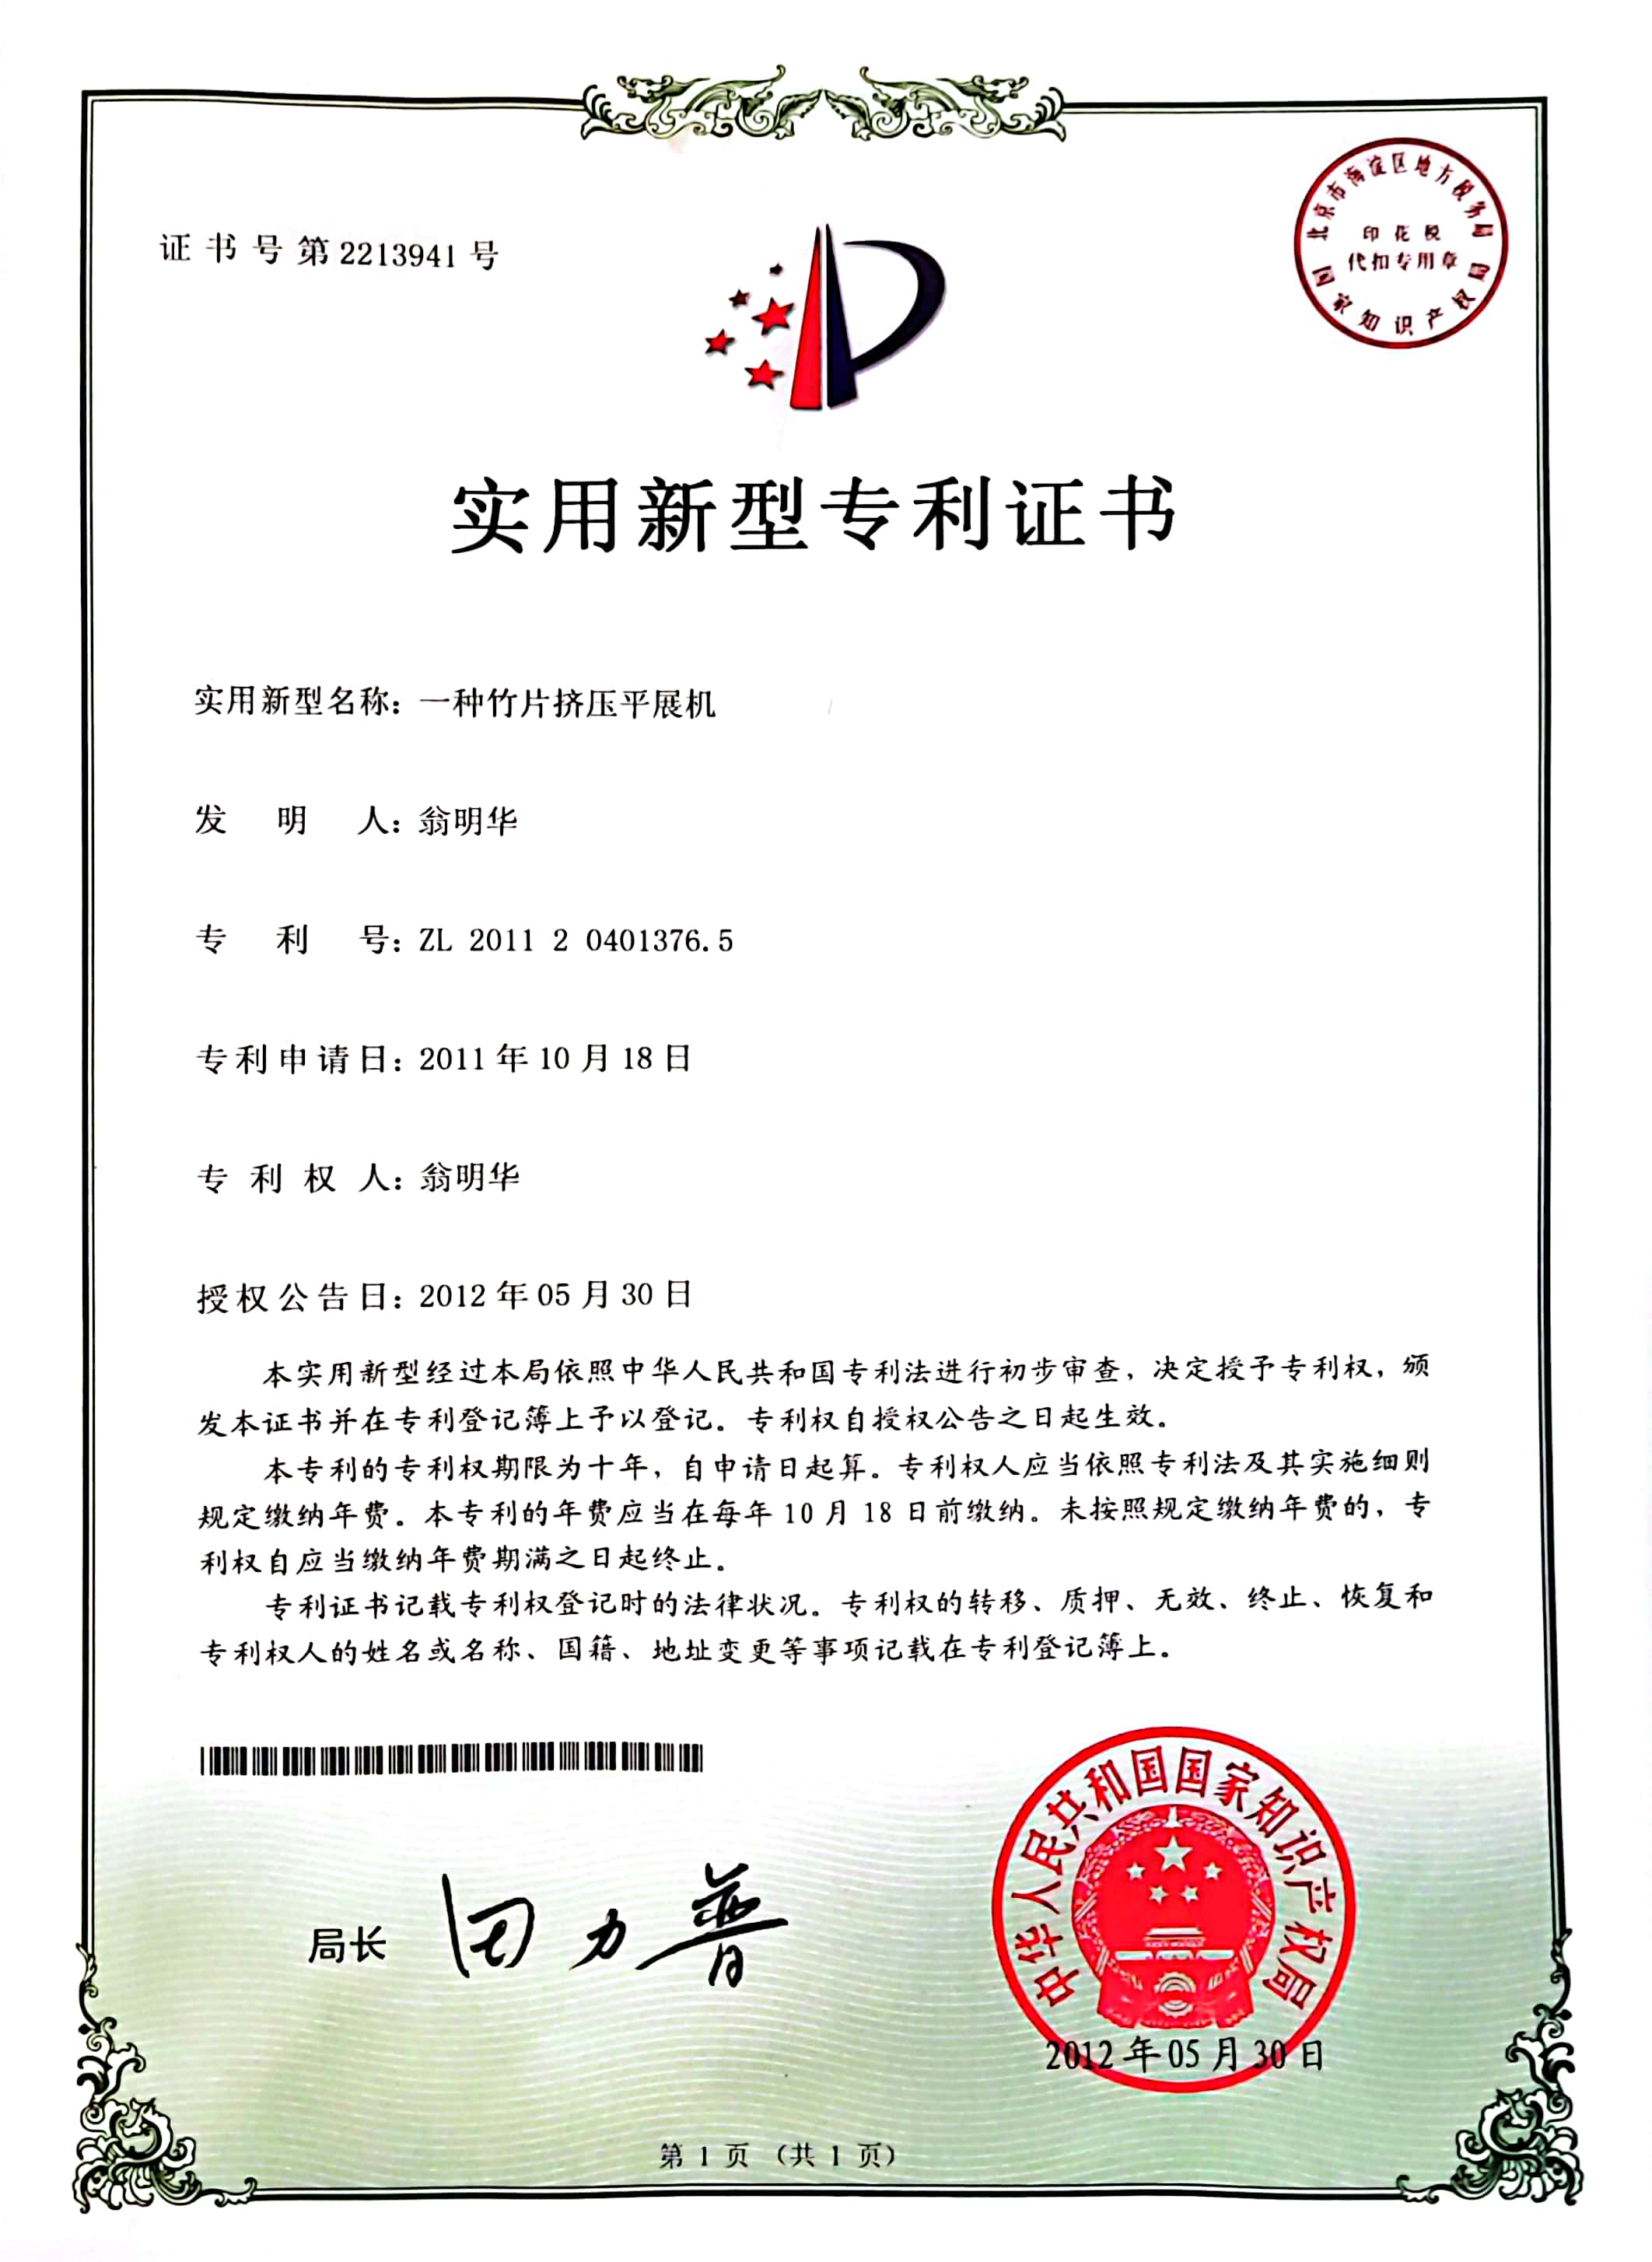 证书号第2213941号
北京市海淀区地方税务局
印花税
代扣专用章
国家知识产权局
实用新型专利证书
实用新型名称：一种竹片挤压平展机
发明人：翁明华
专利号：ZL 2011 2 0401376.5
专利申请日：2011年10月18日
专利权人：翁明华
授权公告日：2012年05月30日
本实用新型经过本局依照中华人民共和国专利法进行初步审查，决定授予专利权，颁
发本证书并在专利登记簿上予以登记。专利权自授权公告之日起生效。
本专利的专利权期限为十年，自申请日起算。专利权人应当依照专利法及其实施细则
规定缴纳年费。本专利的年费应当在每年10月18日前缴纳。未按照规定缴纳年费的，专
利权自应当缴纳年费期满之日起终止。
专利证书记载专利权登记时的法律状况。专利权的转移、质押、无效、终止、恢复和
专利权人的姓名或名称、国籍、地址变更等事项记载在专利登记簿上。
局长 田力普
中华人民共和国国家知识产权局
2012年05月30日
第1页（共1页）